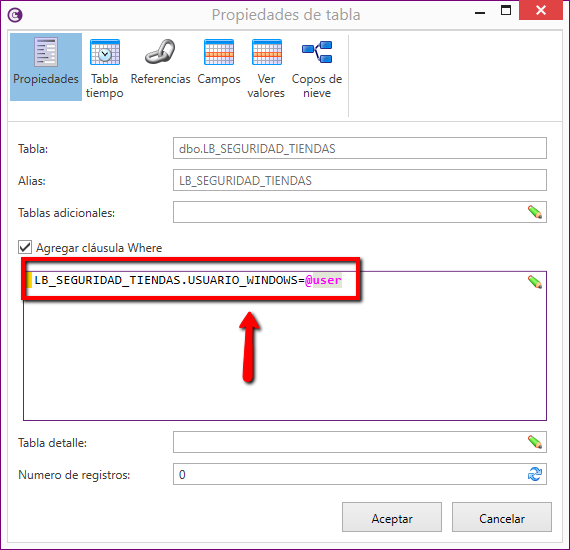 Propiedades de tabla
Propiedades
Tabla tiempo
Referencias
Campos
Ver valores
Copos de nieve
Tabla:
dbo.LB_SEGURIDAD_TIENDAS
Alias:
LB_SEGURIDAD_TIENDAS
Tablas adicionales:
Agregar cláusula Where
LB_SEGURIDAD_TIENDAS.USUARIO_WINDOWS=@user
Tabla detalle:
Numero de registros:
0
Aceptar
Cancelar